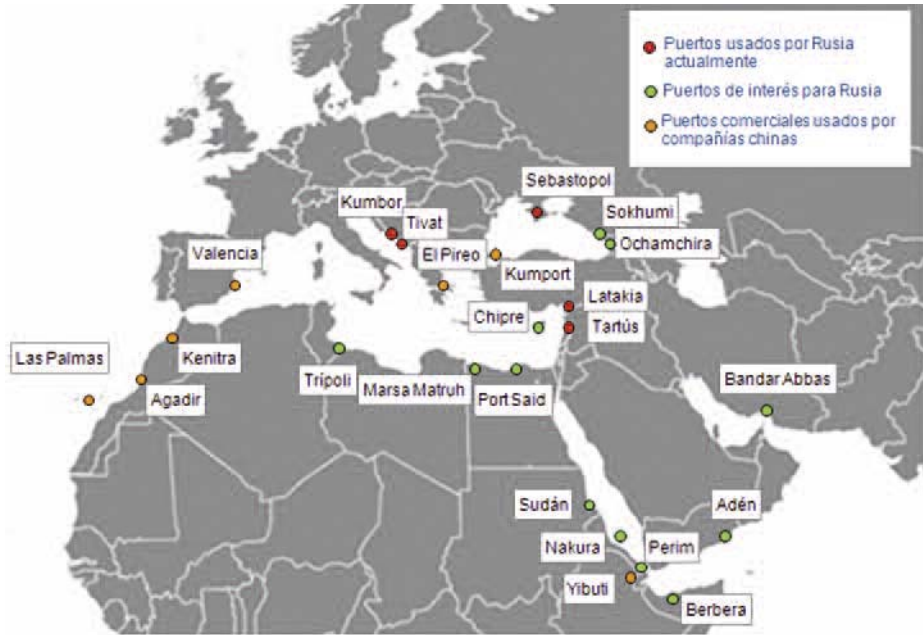 Puertos usados por Rusia
actualmente
Puertos de interés para Rusia
Puertos comerciales usados por
compañías chinas
Sebastopol
Kumbor
Sokhumi
Tivat
Ochamchira
Valencia
El Pireo
Kumport
Latakia
Chipre
Tartús
Las Palmas
Kenitra
Trípoli
Marsa Matruh
Port Said
Bandar Abbas
Agadir
Sudán
Adén
Nakura
Perim
Yibuti
Berbera